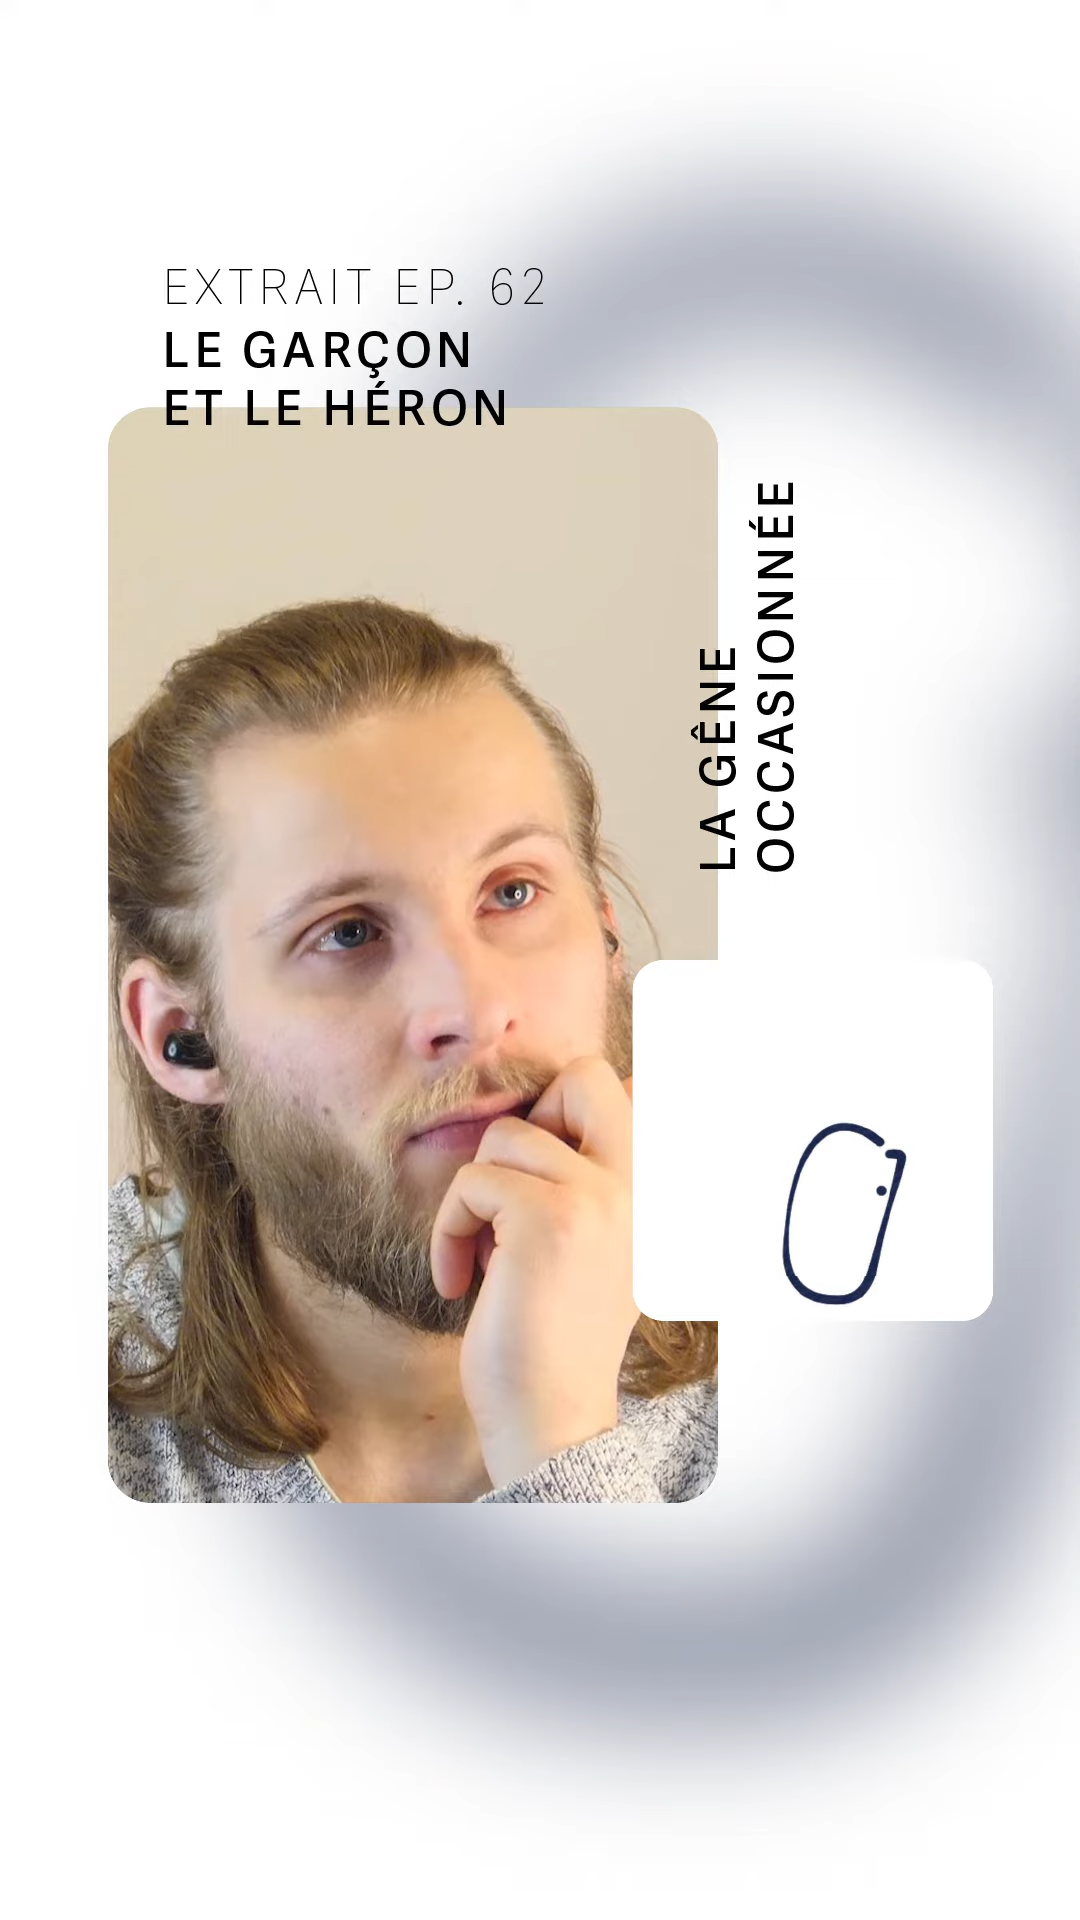 EXTRAIT EP. 62
LE GARÇON
ET LE HÉRON
LA GÊNE
OCCASIONNÉE